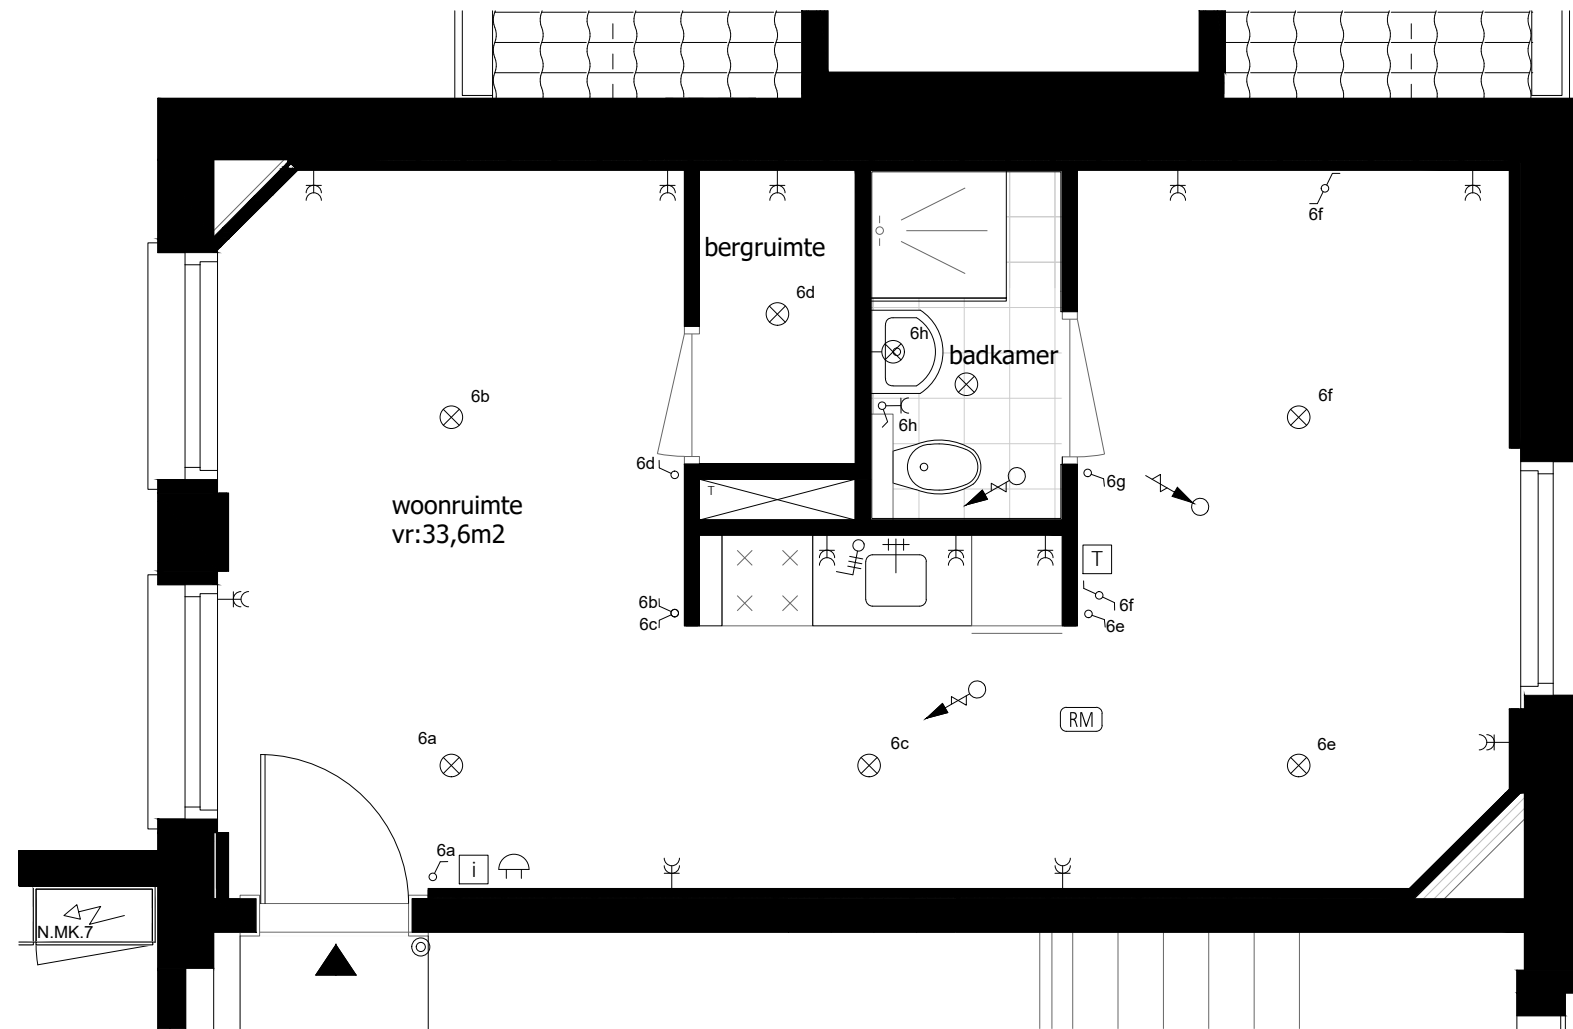 6f
bergruimte
6d
6h
badkamer
6b
6f
6h
6d
6g
T
woonruimte
vr:33,6m2
T
6b
6c
6f
6e
RM
6a
6c
6e
6a
i
N.MK.7